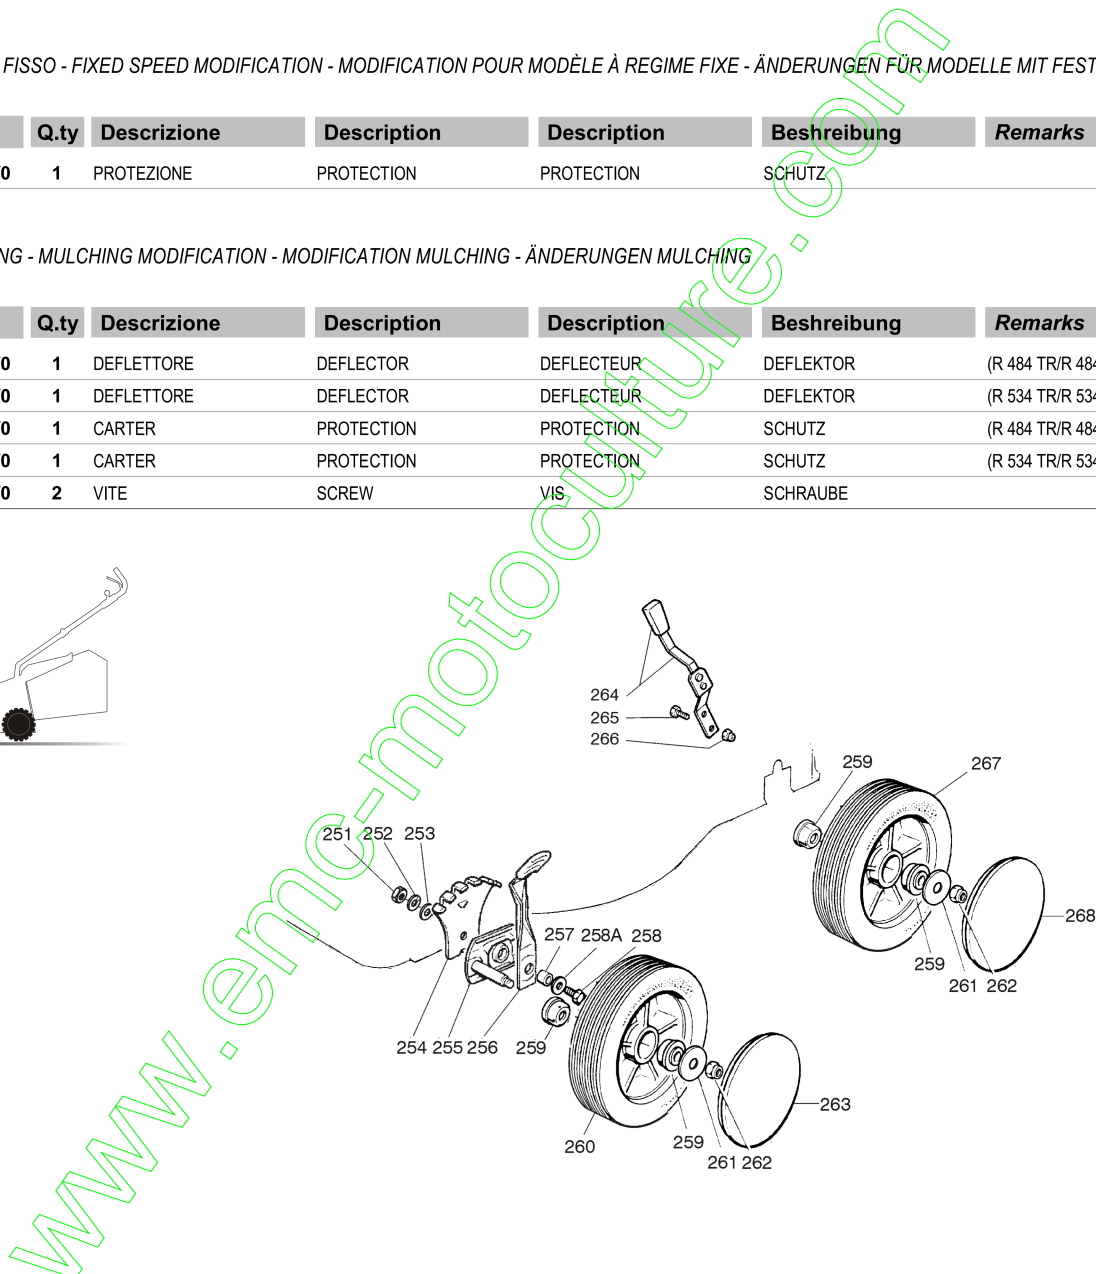 FISSO - FIXED SPEED MODIFICATION - MODIFICATION POUR MODÈLE À REGIME FIXE - ÄNDERUNGEN FÜR MODELLE MIT FEST
Q.ty Descrizione Description Description Beshreibung Remarks
/0 1 PROTEZIONE PROTECTION PROTECTION SCHUTZ
NG - MULCHING MODIFICATION - MODIFICATION MULCHING - ÄNDERUNGEN MULCHING
Q.ty Descrizione Description Description Beshreibung Remarks
/0 1 DEFLETTORE DEFLECTOR DEFLECTEUR DEFLEKTOR (R 484 TR/R 484
/0 1 DEFLETTORE DEFLECTOR DEFLECTEUR DEFLEKTOR (R 534 TR/R 534
/0 1 CARTER PROTECTION PROTECTION SCHUTZ (R 484 TR/R 484
/0 1 CARTER PROTECTION PROTECTION SCHUTZ (R 534 TR/R 534
/0 2 VITE SCREW VIS SCHRAUBE
264
265
266
259 267
251 252 253
268
257 258A 258
259
261 262
254 255 256 259
263
260 259
261 262
www.emc-motoculture.com